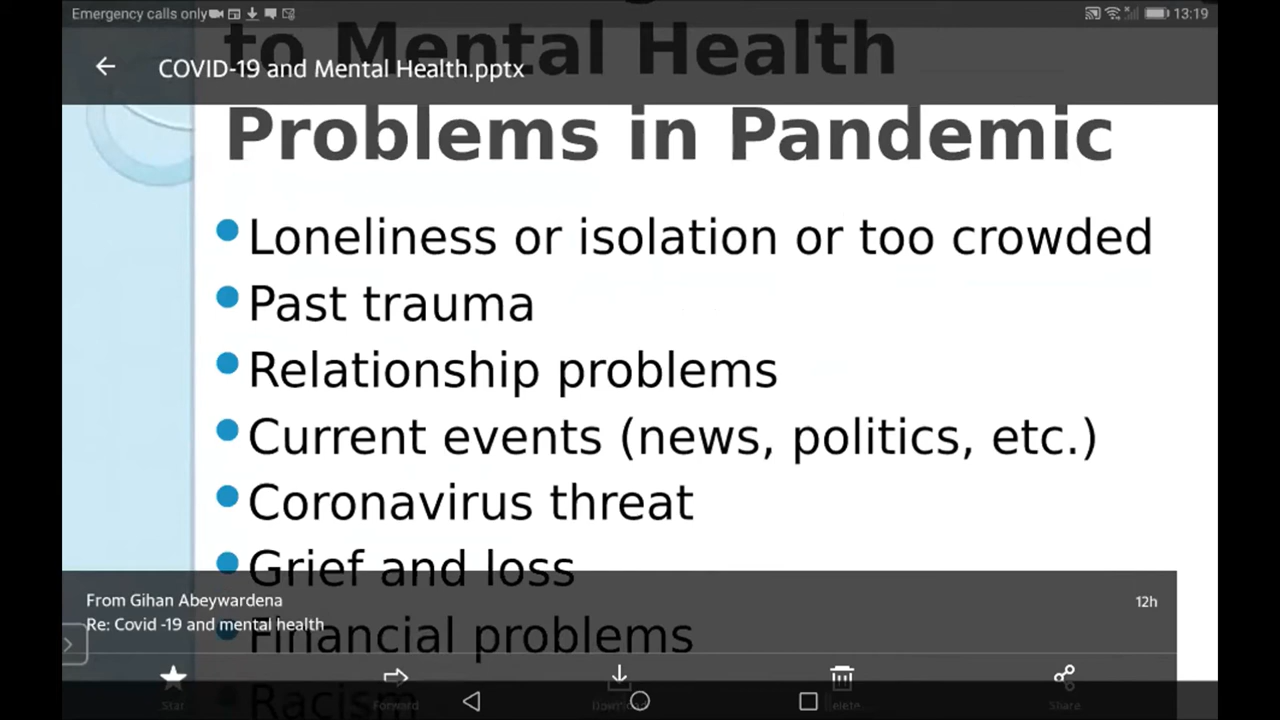 Emergency calls only
13:19
to Mental Health
COVID-19 and Mental Health.pptx
Problems in Pandemic
Loneliness or isolation or too crowded
Past trauma
Relationship problems
Current events (news, politics, etc.)
Coronavirus threat
Grief and loss
From Gihan Abeywardena
12h
Re: Covid -19 and mental health
Financial problems
Racism
Star
Forward
Share